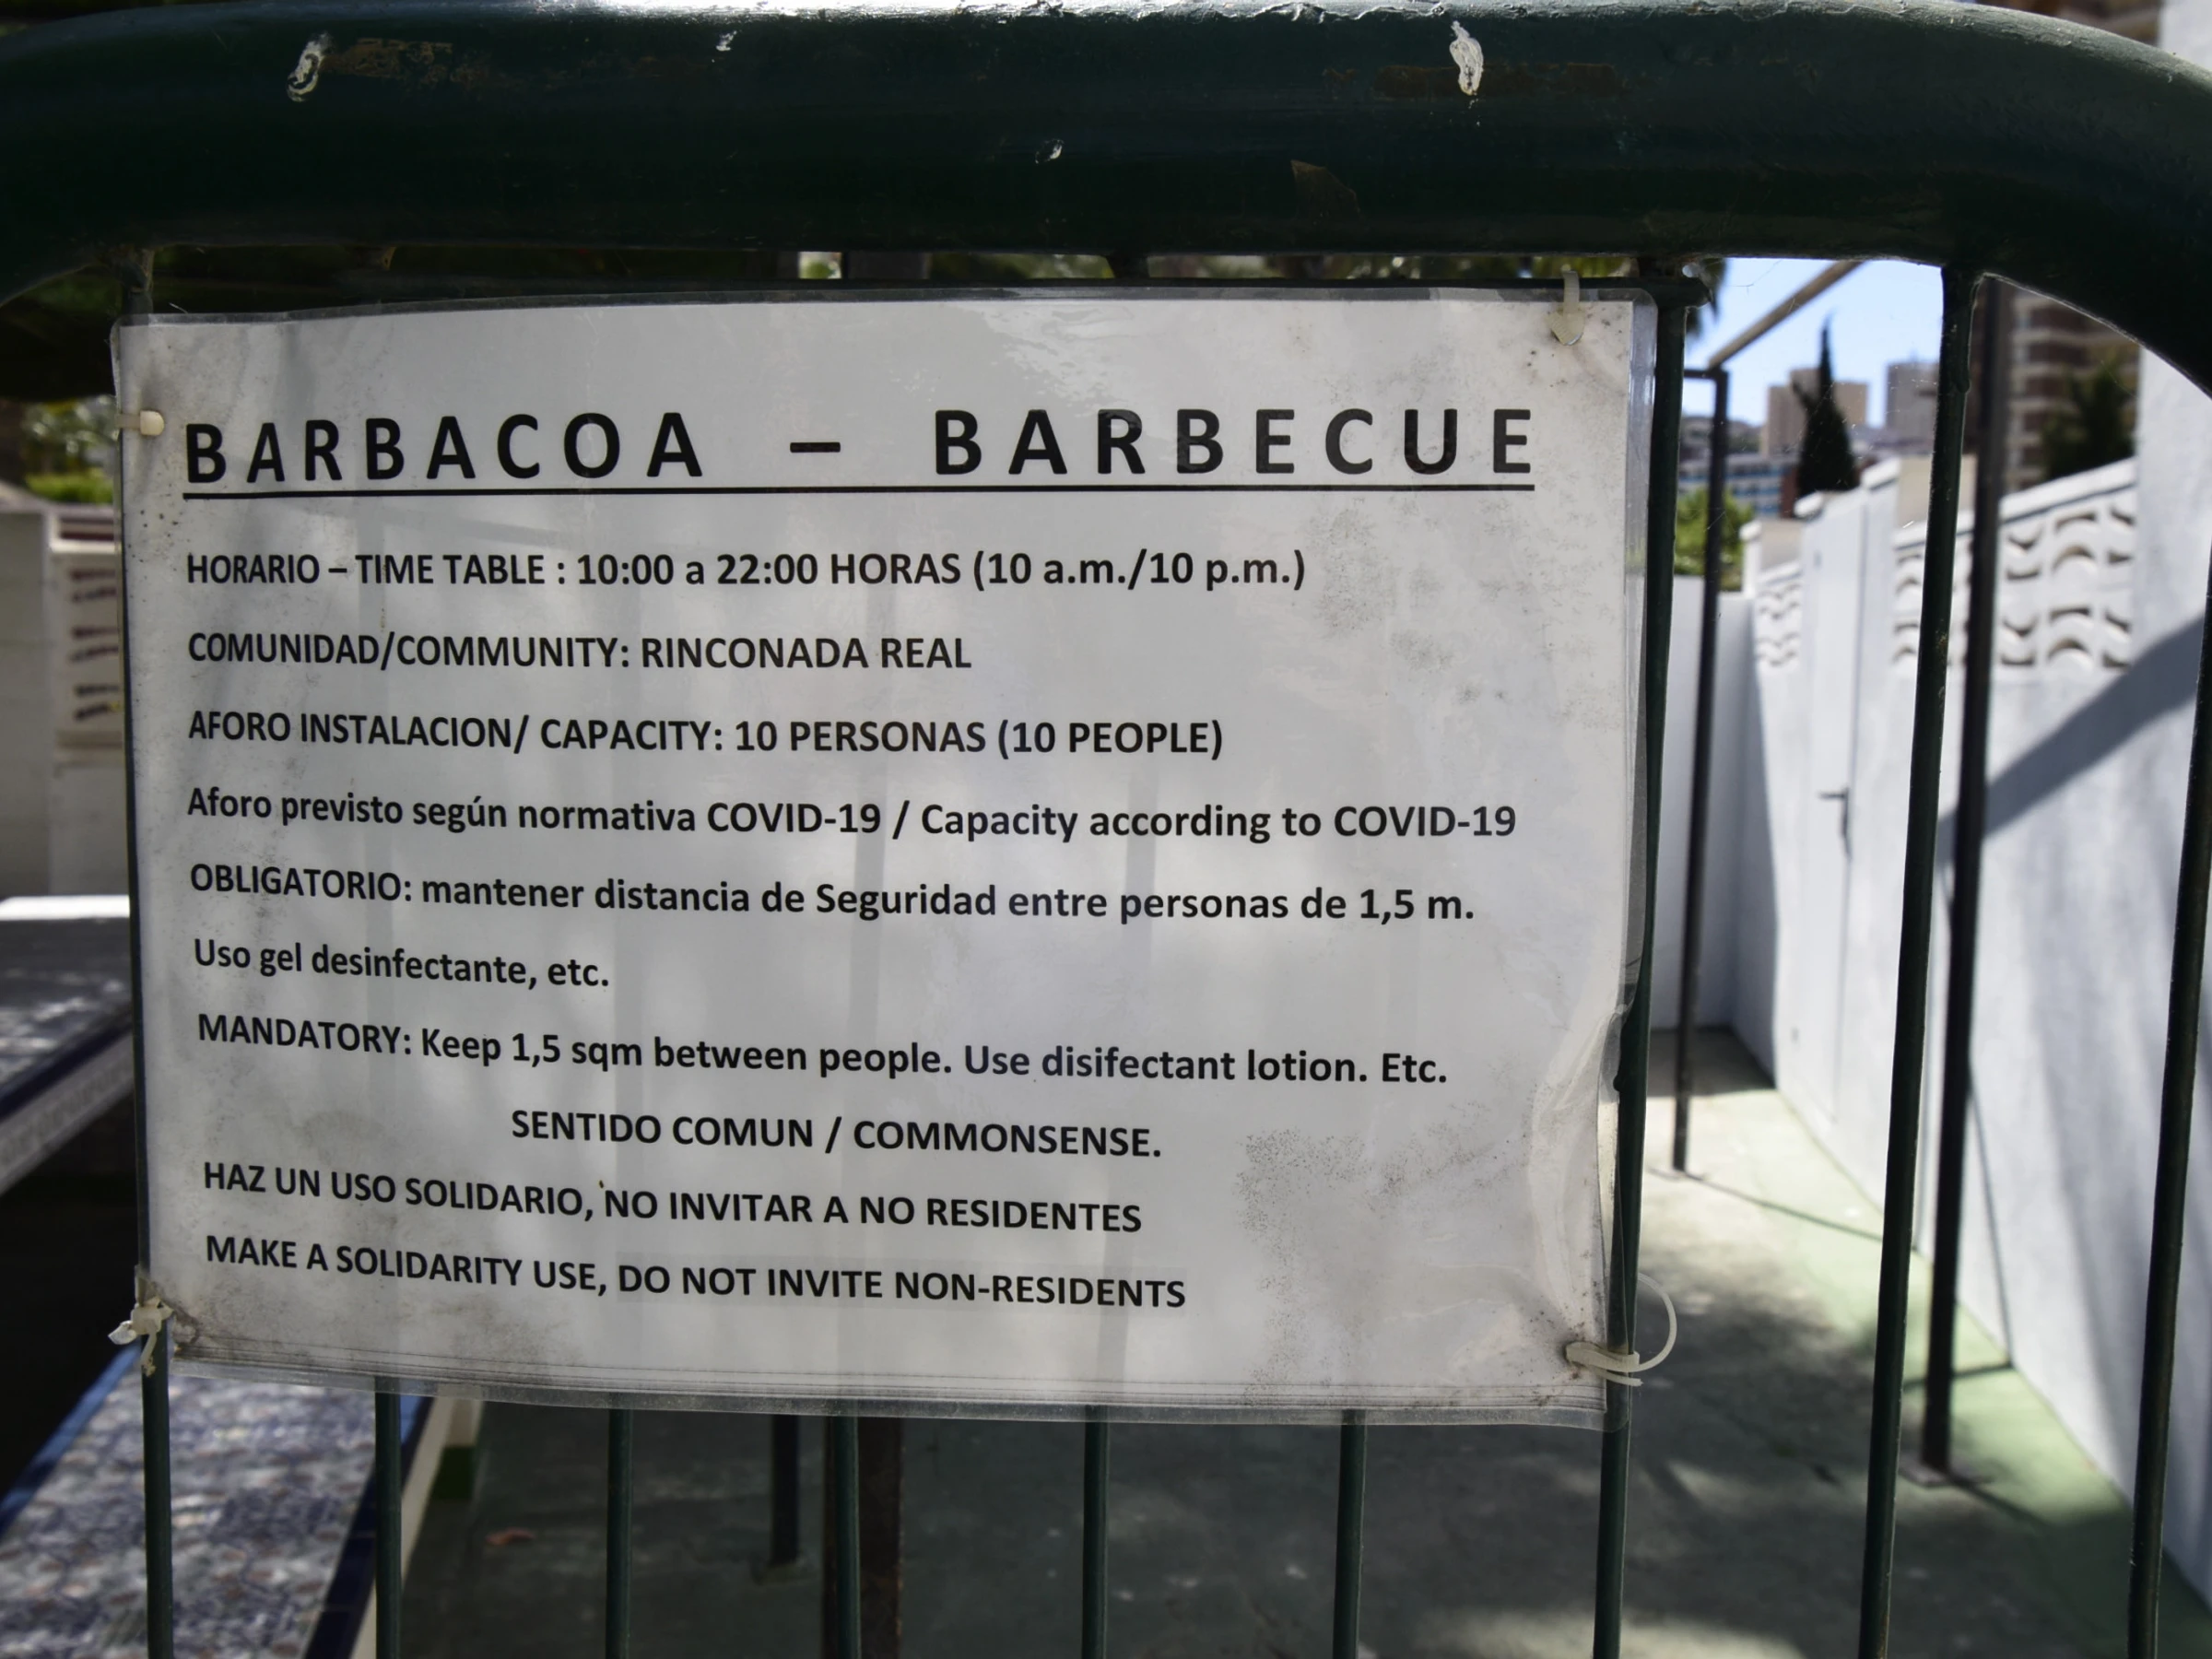 BARBACOA – BARBECUE
HORARIO – TIME TABLE : 10:00 a 22:00 HORAS (10 a.m./10 p.m.)
COMUNIDAD/COMMUNITY: RINCONADA REAL
AFORO INSTALACION/ CAPACITY: 10 PERSONAS (10 PEOPLE)
Aforo previsto según normativa COVID-19 / Capacity according to COVID-19
OBLIGATORIO: mantener distancia de Seguridad entre personas de 1,5 m.
Uso gel desinfectante, etc.
MANDATORY: Keep 1,5 sqm between people. Use disifectant lotion. Etc.
SENTIDO COMUN / COMMONSENSE.
HAZ UN USO SOLIDARIO, NO INVITAR A NO RESIDENTES
MAKE A SOLIDARITY USE, DO NOT INVITE NON-RESIDENTS